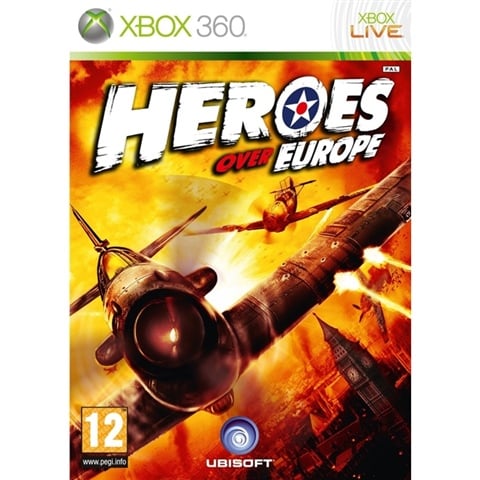 XBOX 360
XBOX
LIVE
PAL
HEROES
OVER EUROPE
12
www.pegi.info
UBISOFT